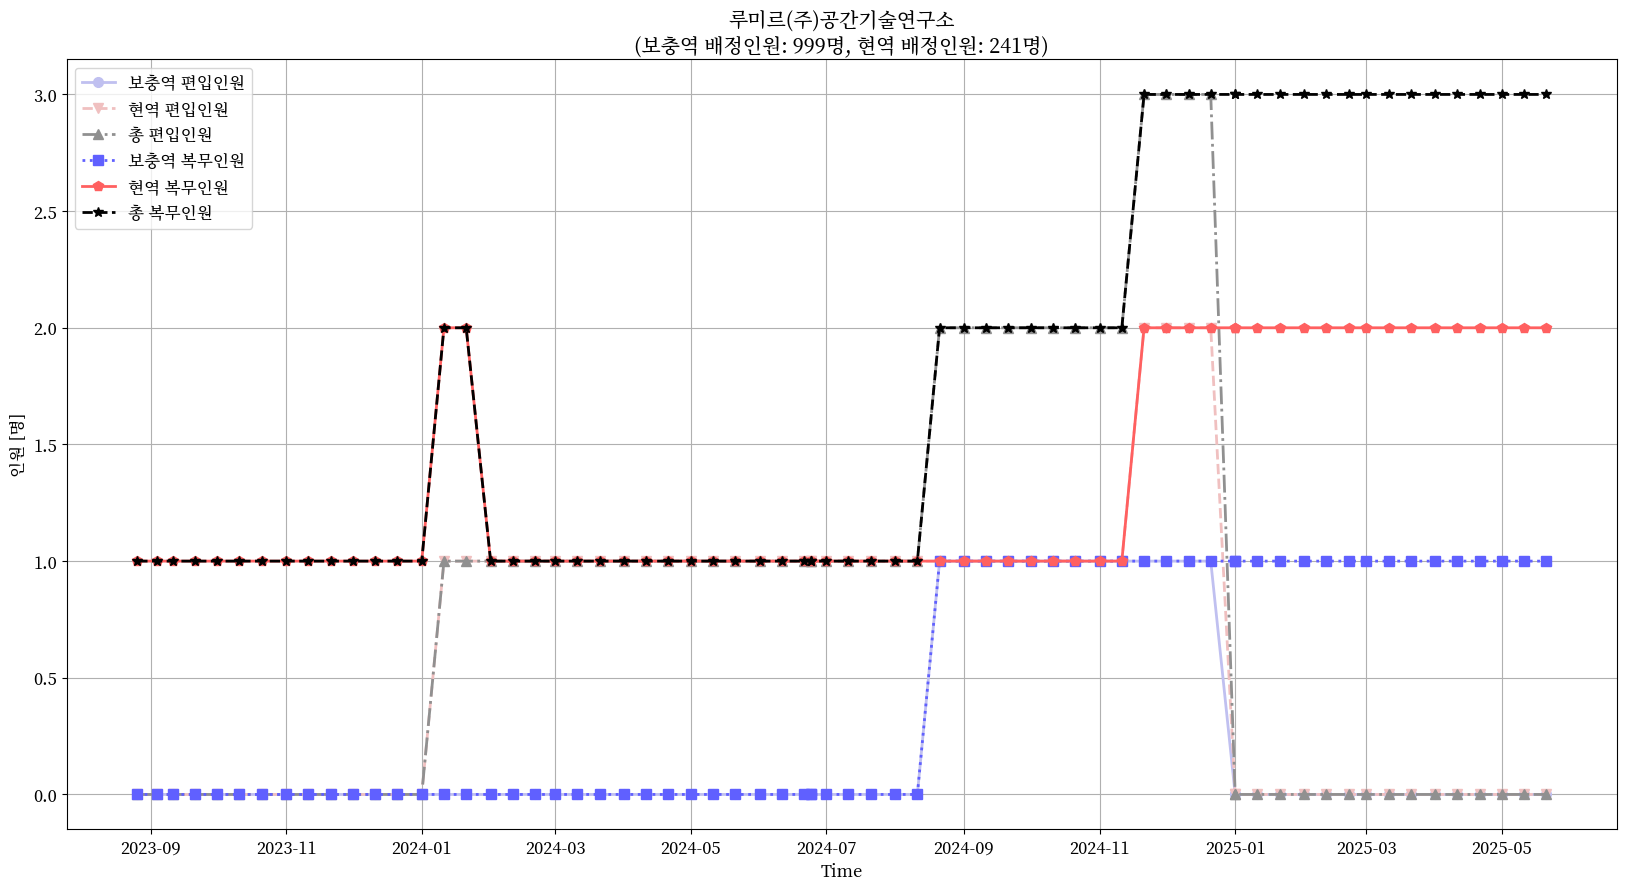 루미르(주)공간기술연구소
(보충역 배정인원: 999명, 현역 배정인원: 241명)
보충역 편입인원
현역 편입인원
총 편입인원
보충역 복무인원
현역 복무인원
총 복무인원
인원 [명]
3.0
2.5
2.0
1.5
1.0
0.5
0.0
2023-09
2023-11
2024-01
2024-03
2024-05
2024-07
2024-09
2024-11
2025-01
2025-03
2025-05
Time